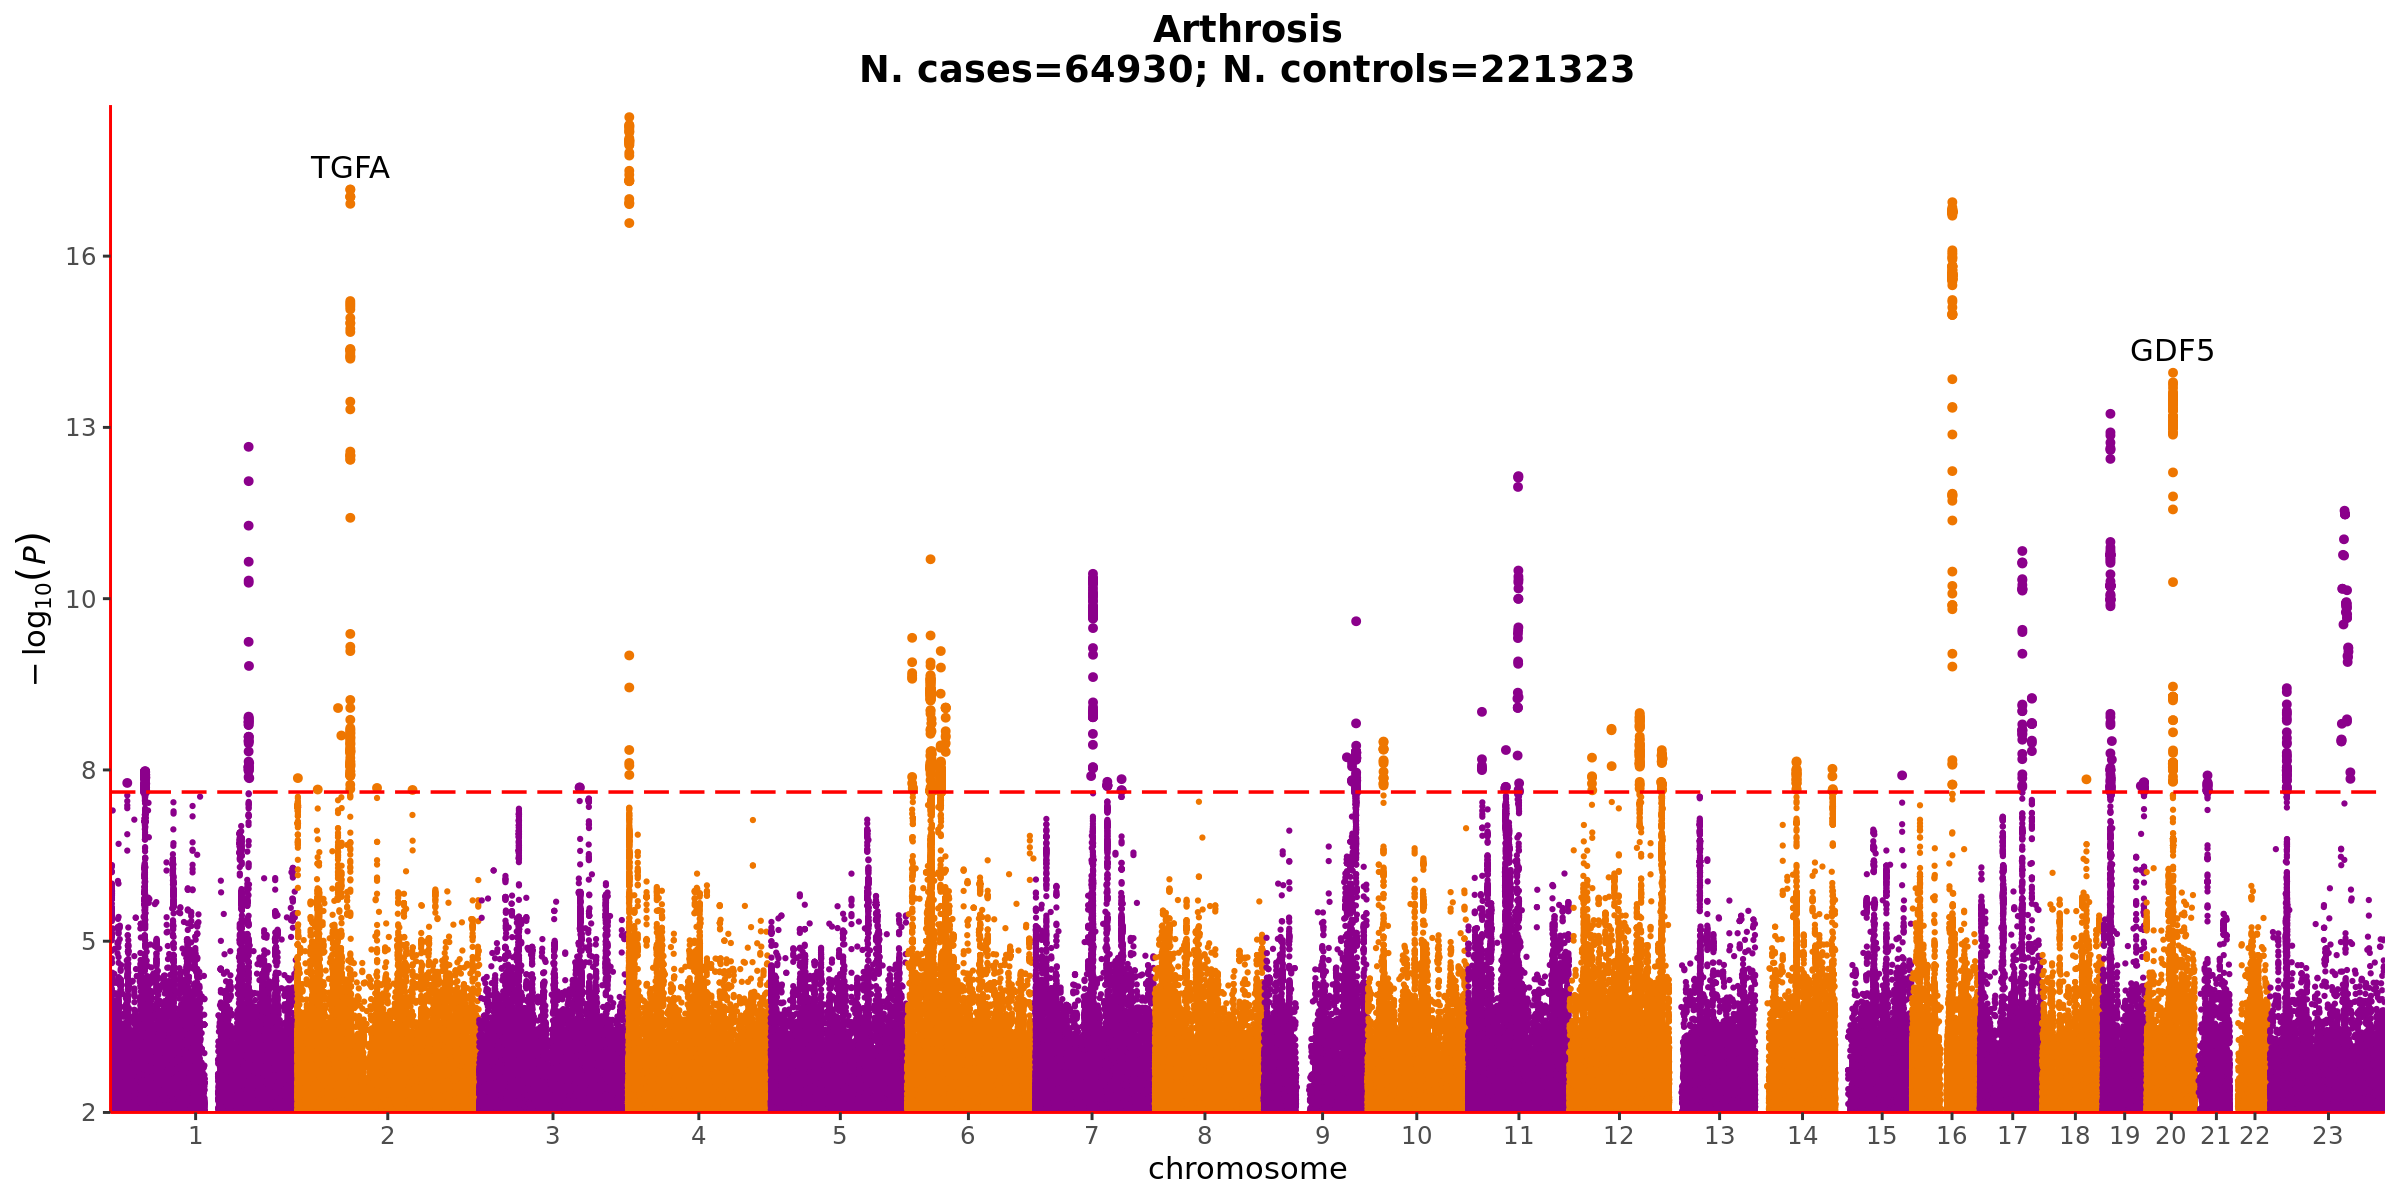 Arthrosis
N. cases=64930; N. controls=221323
TGFA
GDF5
16
13
10
8
5
2
−log10(P)
1 2 3 4 5 6 7 8 9 10 11 12 13 14 15 16 17 18 19 20 21 22 23
chromosome